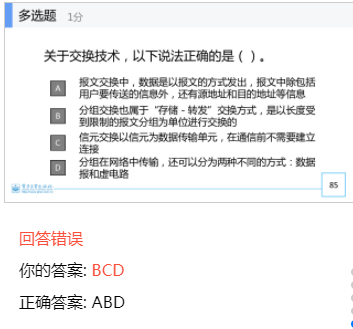 多选题 1分
关于交换技术，以下说法正确的是（ ）。
A 报文交换中，数据是以报文的方式发出，报文中除包括
用户要传送的信息外，还有源地址和目的地址等信息
B 分组交换也属于“存储－转发”交换方式，是以长度受
到限制的报文分组为单位进行交换的
C 信元交换以信元为数据传输单元，在通信前不需要建立
连接
D 分组在网络中传输，还可以分为两种不同的方式：数据
报和虚电路
85
回答错误
你的答案: BCD
正确答案: ABD